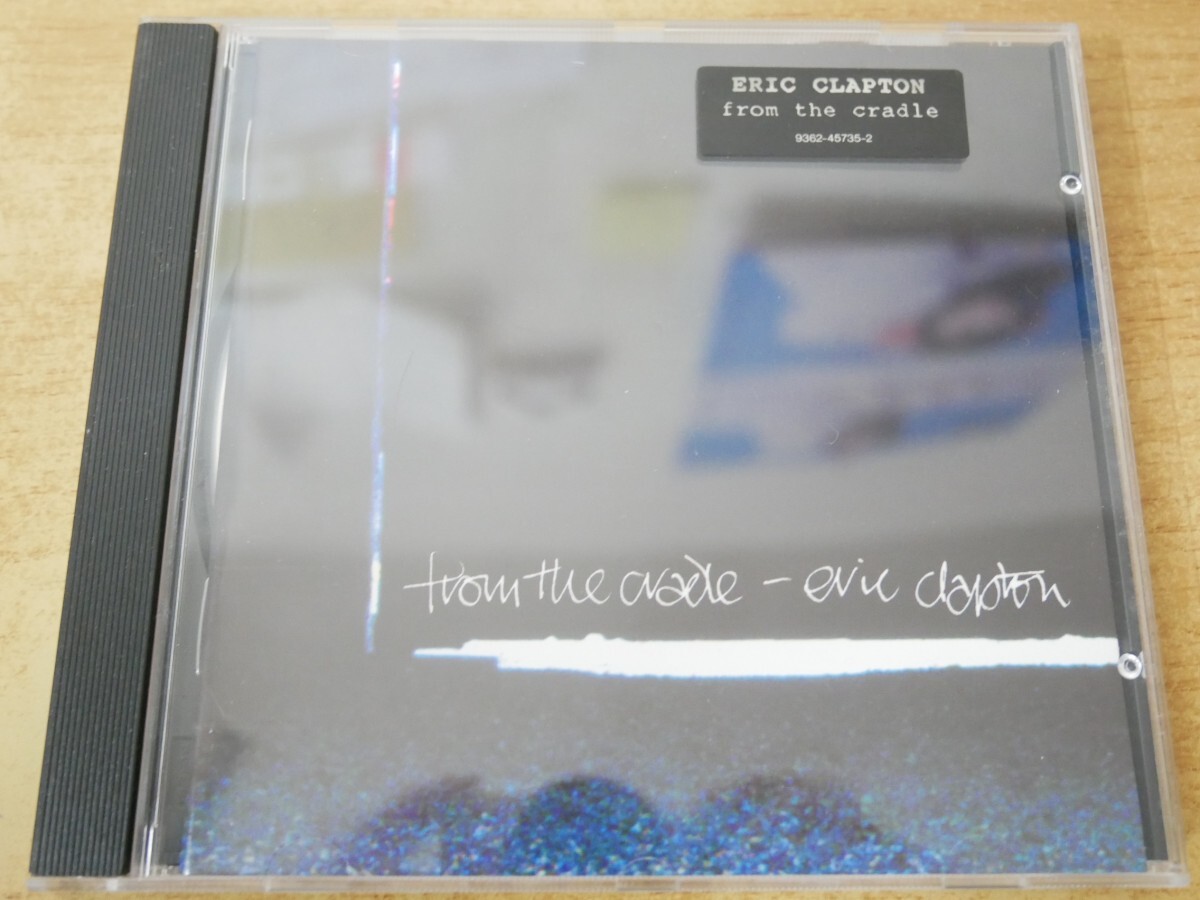 ERIC CLAPTON
from the cradle
9362-45735-2
from the cradle - eric clapton